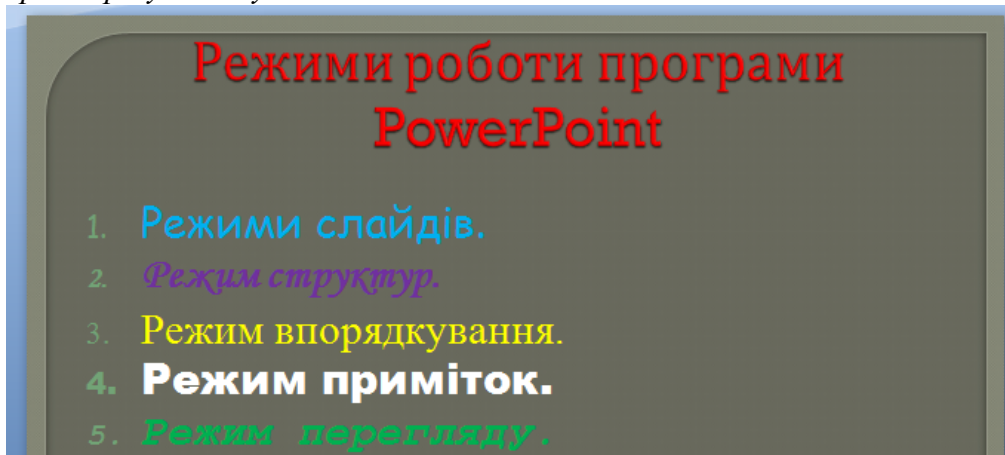 Режими роботи програми
PowerPoint
1. Режими слайдів.
2. Режим структур.
3. Режим впорядкування.
4. Режим приміток.
5. Режим перегляду.